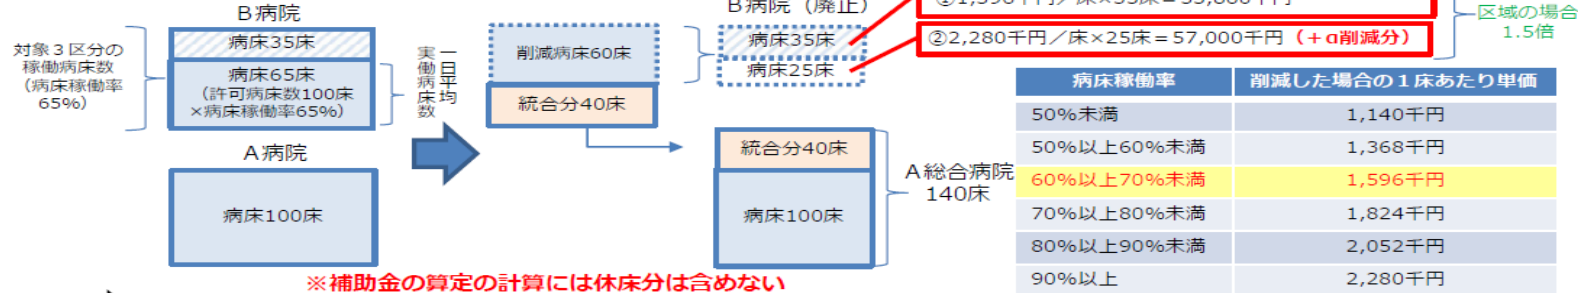 B病院
病床35床
病床65床
（許可病床数100床
×病床稼働率65%）
対象３区分の
稼働病床数
（病床稼働率
65%）
一日平均
実働病床数
A病院
病床100床
削減病床60床
統合分40床
B病院（廃止）
病床35床
病床25床
統合分40床
病床100床
A総合病院
140床
②2,280千円／床×25床＝57,000千円（+α削減分）
区域の場合
1.5倍
病床稼働率 削減した場合の１床あたり単価
50%未満 1,140千円
50%以上60%未満 1,368千円
60%以上70%未満 1,596千円
70%以上80%未満 1,824千円
80%以上90%未満 2,052千円
90%以上 2,280千円
※補助金の算定の計算には休床分は含めない